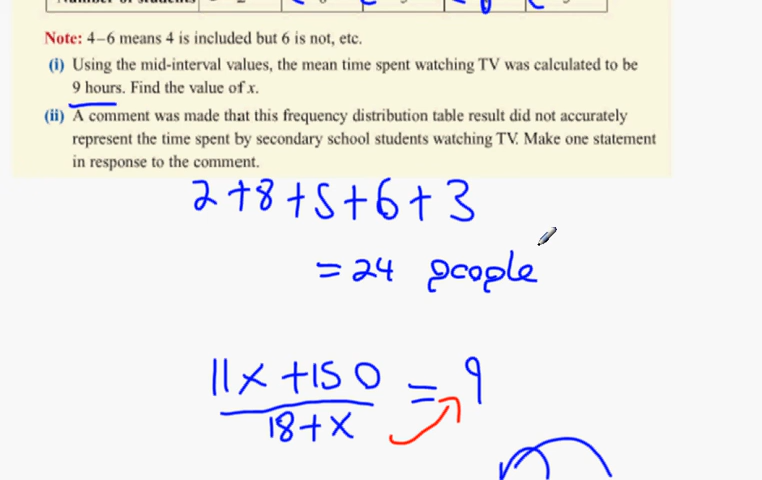 Note: 4–6 means 4 is included but 6 is not, etc.
(i) Using the mid-interval values, the mean time spent watching TV was calculated to be
9 hours. Find the value of x.
(ii) A comment was made that this frequency distribution table result did not accurately
represent the time spent by secondary school students watching TV. Make one statement
in response to the comment.
2+8+5+6+3
= 24 people
11x+150
= 9
18+x